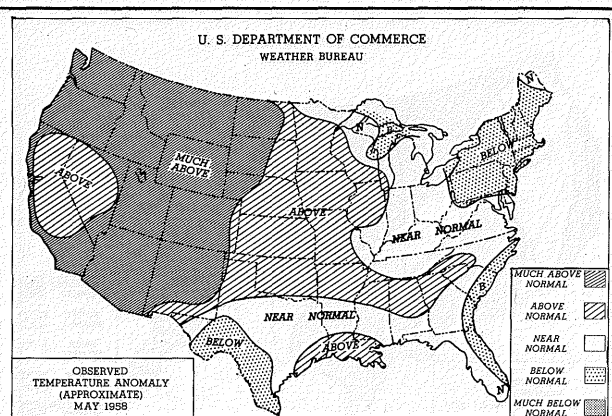 U. S. DEPARTMENT OF COMMERCE
WEATHER BUREAU
N
N
B
BELOW
MUCH
ABOVE
ABOVE
ABOVE
NEAR NORMAL
NEAR NORMAL
B
BELOW
ABOVE
N
OBSERVED
TEMPERATURE ANOMALY
(APPROXIMATE)
MAY 1958
MUCH ABOVE
NORMAL
ABOVE
NORMAL
NEAR
NORMAL
BELOW
NORMAL
MUCH BELOW
NORMAL